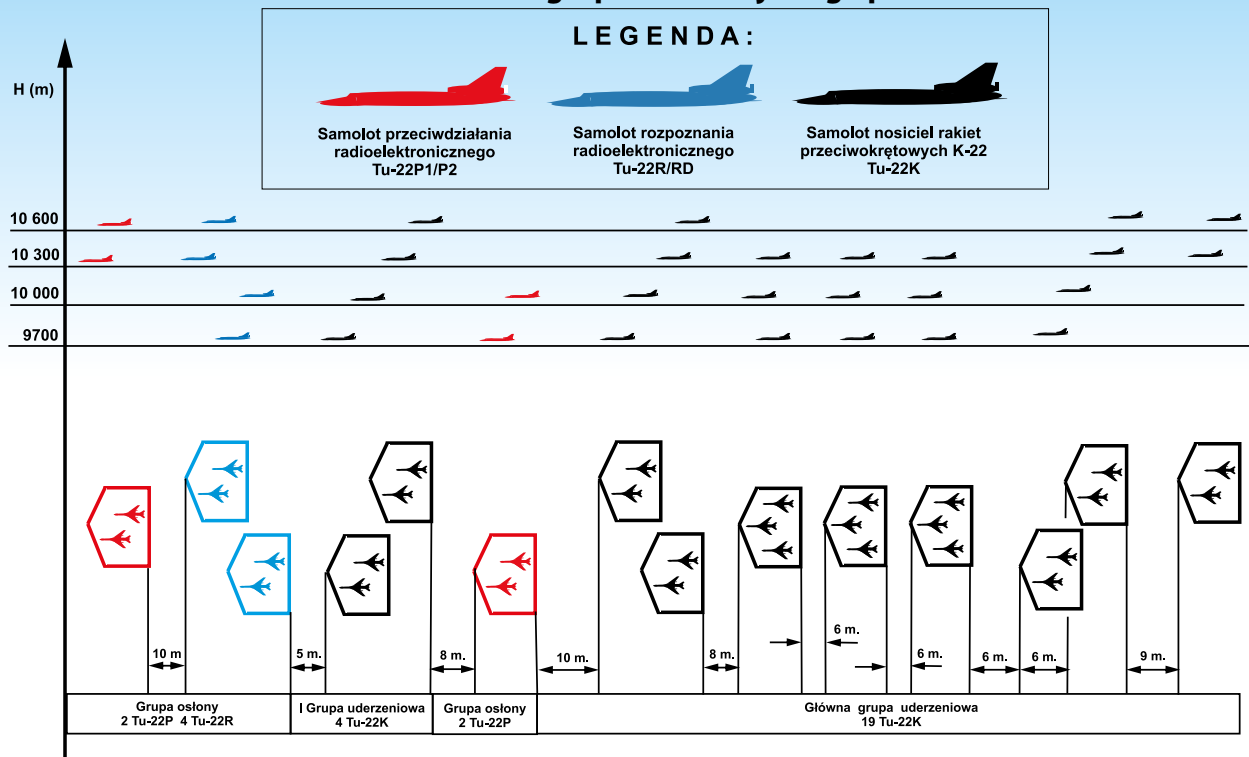 LEGENDA:
H (m)
Samolot przeciwdziałania
radioelektronicznego
Tu-22P1/P2
Samolot rozpoznania
radioelektronicznego
Tu-22R/RD
Samolot nosiciel rakiet
przeciwokrętowych K-22
Tu-22K
10 600
10 300
10 000
9700
10 m
5 m.
8 m.
10 m.
8 m.
6 m.
6 m.
6 m.
6 m.
9 m.
Grupa osłony
2 Tu-22P 4 Tu-22R
I Grupa uderzeniowa
4 Tu-22K
Grupa osłony
2 Tu-22P
Główna grupa uderzeniowa
19 Tu-22K